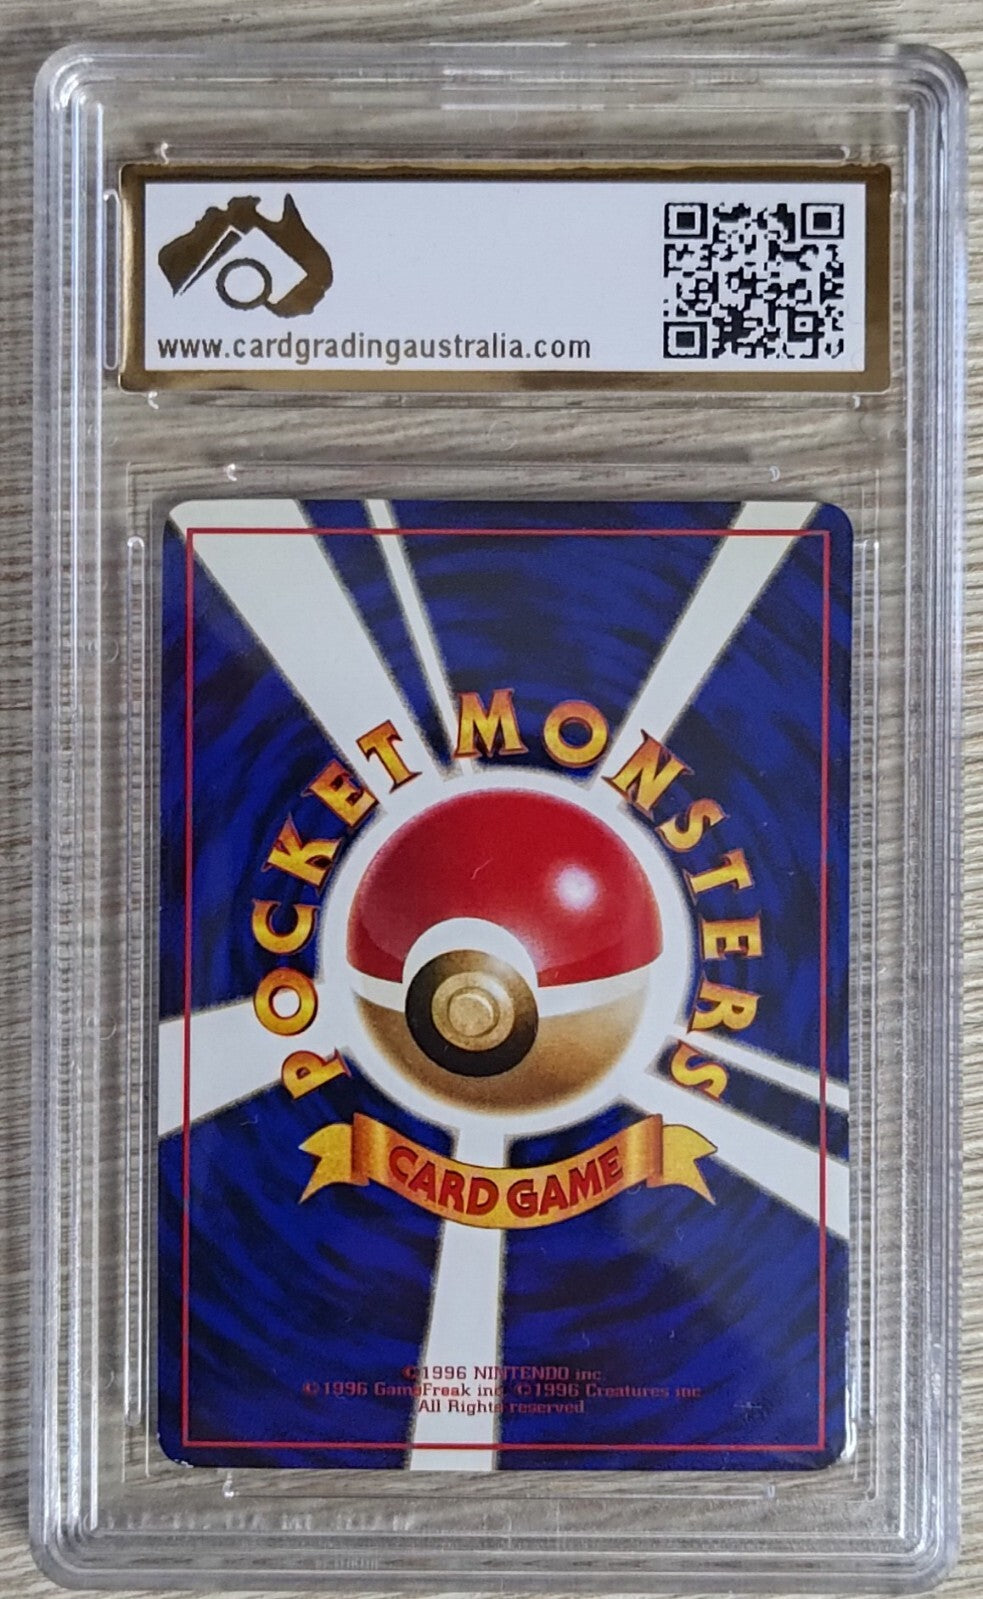 www.cardgradingaustralia.com
POCKET MONSTERS
CARD GAME
©1996 NINTENDO inc.
©1996 GameFreak inc. ©1996 Creatures inc.
All Rights reserved